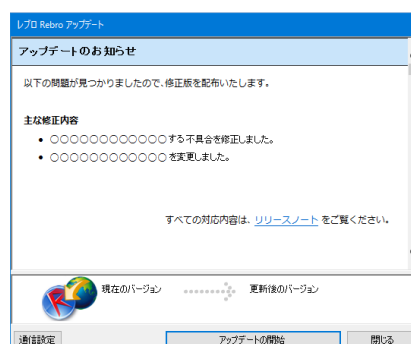 レブロ Rebro アップデート
アップデートのお知らせ
以下の問題が見つかりましたので、修正版を配布いたします。
主な修正内容
• ○○○○○○○○○○○○する不具合を修正しました。
• ○○○○○○○○○○○○を変更しました。
すべての対応内容は、リリースノート をご覧ください。
現在のバージョン 更新後のバージョン
通信設定 アップデートの開始 閉じる